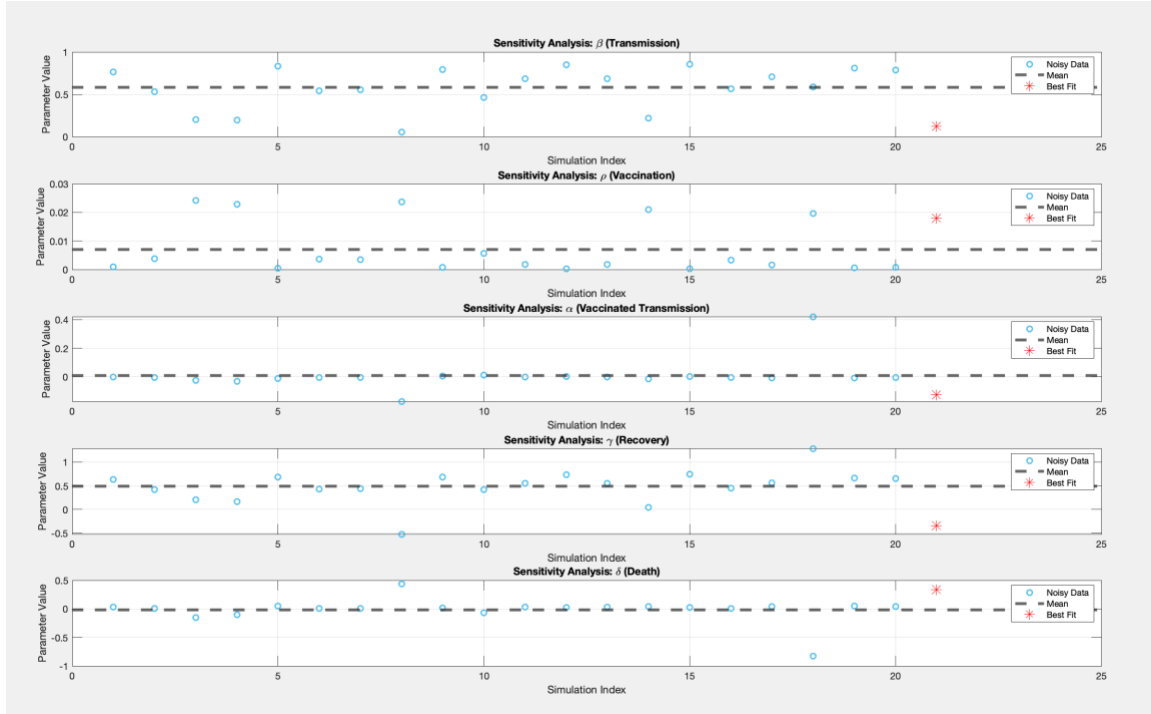 Sensitivity Analysis: β (Transmission)
Parameter Value
1
0.5
0
0
5
10
15
20
25
Simulation Index
Noisy Data
Mean
Best Fit
Sensitivity Analysis: ρ (Vaccination)
Parameter Value
0.03
0.02
0.01
0
0
5
10
15
20
25
Simulation Index
Noisy Data
Mean
Best Fit
Sensitivity Analysis: α (Vaccinated Transmission)
Parameter Value
0.4
0.2
0
0
5
10
15
20
25
Simulation Index
Noisy Data
Mean
Best Fit
Sensitivity Analysis: γ (Recovery)
Parameter Value
1
0.5
0
-0.5
0
5
10
15
20
25
Simulation Index
Noisy Data
Mean
Best Fit
Sensitivity Analysis: δ (Death)
Parameter Value
0.5
0
-0.5
-1
0
5
10
15
20
25
Simulation Index
Noisy Data
Mean
Best Fit